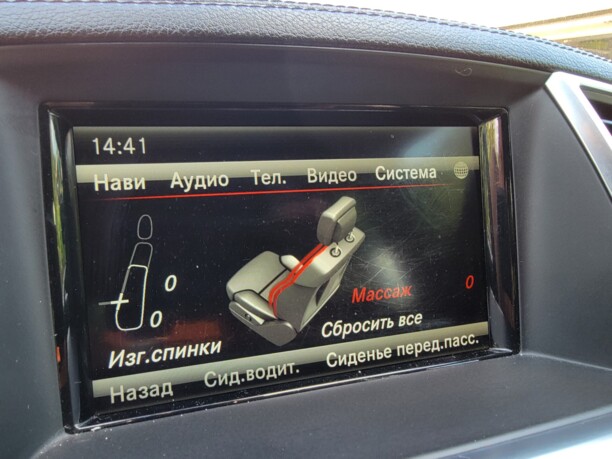 14:41
Нави Аудио Тел. Видео Система
0
0
Массаж 0
Сбросить все
Изг.спинки
Назад Сид.водит. Сиденье перед.пасс.